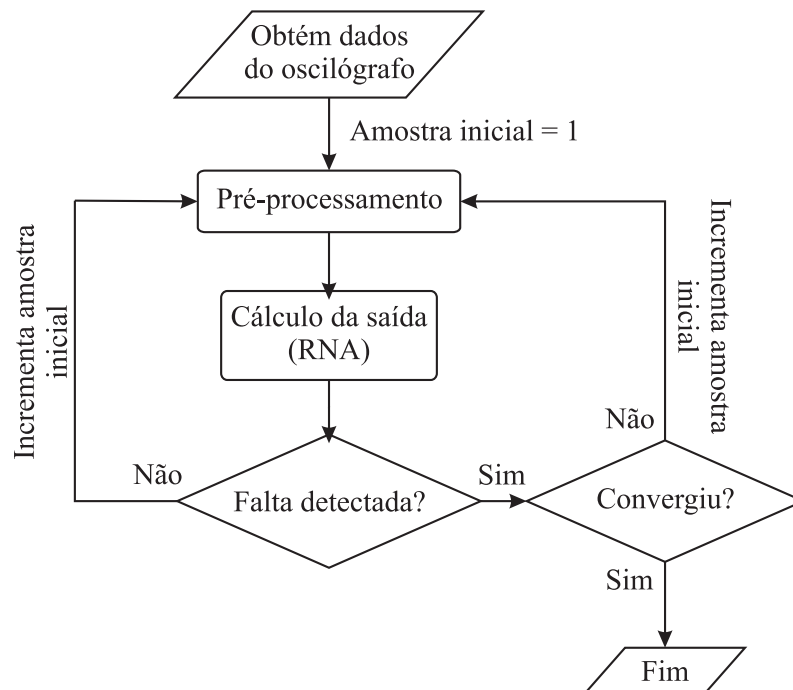 Obtém dados
do oscilógrafo
Amostra inicial = 1
Pré-processamento
Incrementa amostra
inicial
Incrementa amostra
inicial
Cálculo da saída
(RNA)
Não
Falta detectada?
Sim
Não
Convergiu?
Sim
Fim